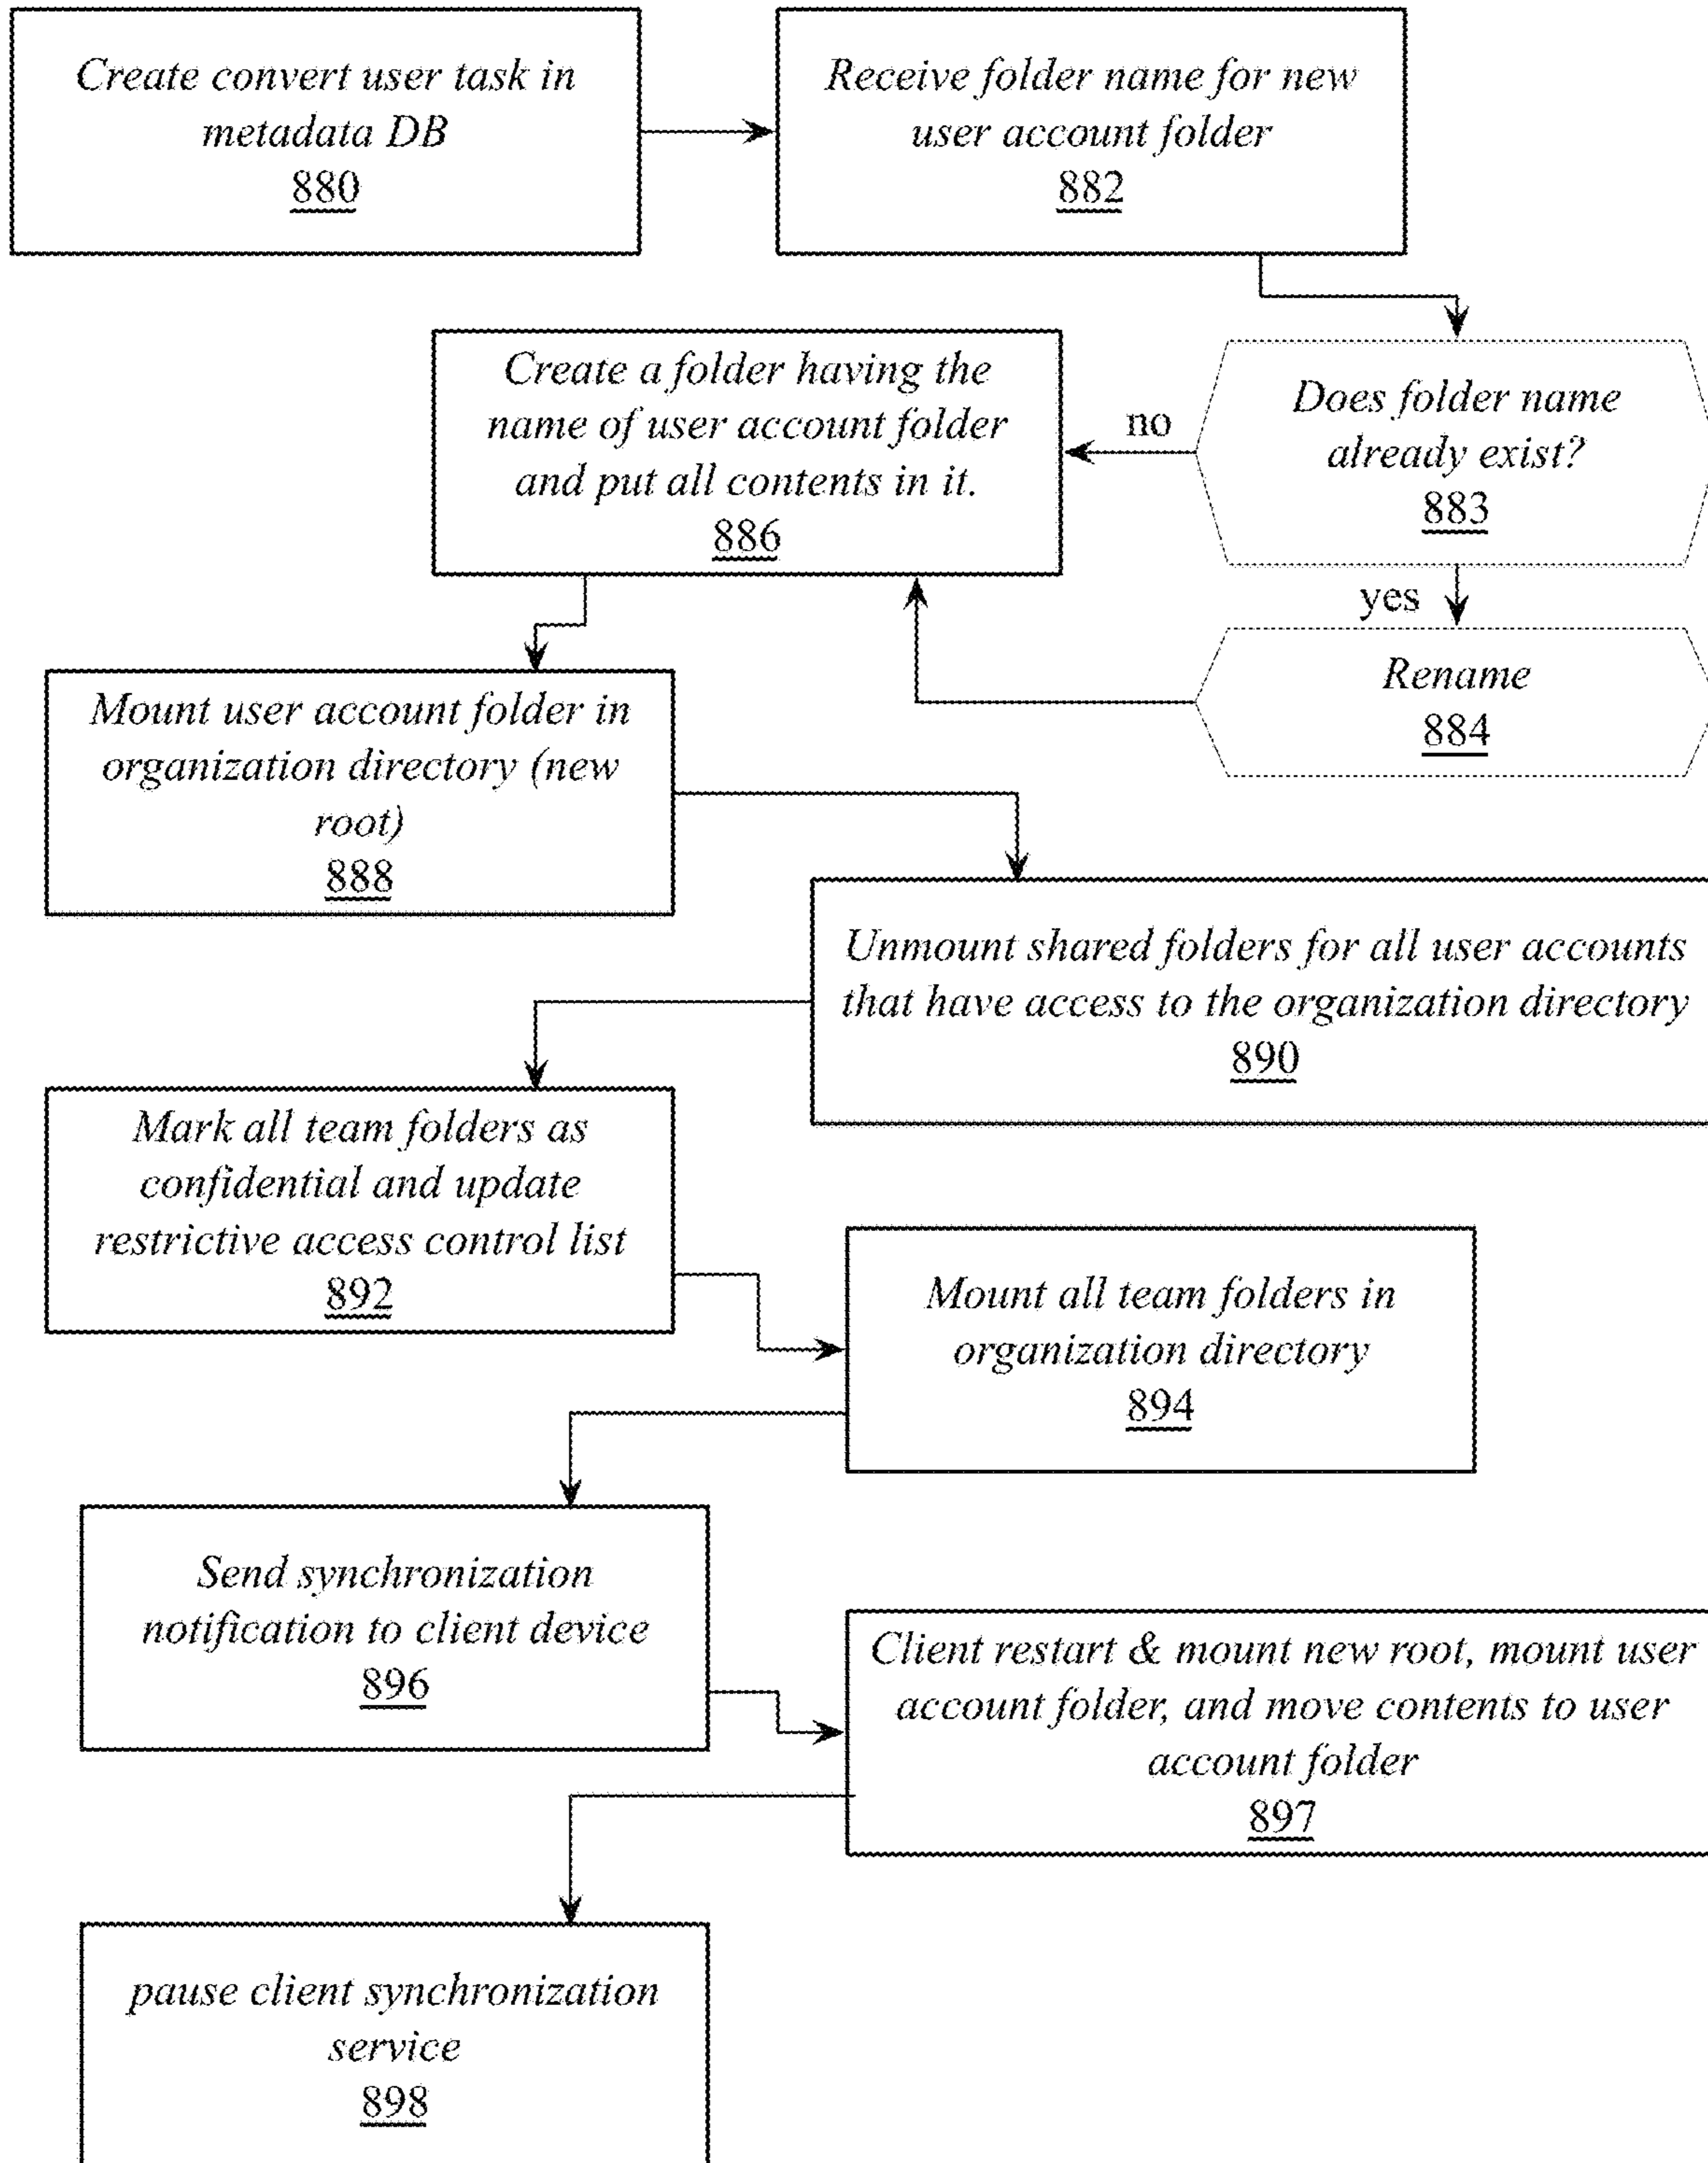 Create convert user task in
metadata DB
880
Receive folder name for new
user account folder
882
Does folder name
already exist?
883
no
yes
Rename
884
Create a folder having the
name of user account folder
and put all contents in it.
886
Mount user account folder in
organization directory (new
root)
888
Unmount shared folders for all user accounts
that have access to the organization directory
890
Mark all team folders as
confidential and update
restrictive access control list
892
Mount all team folders in
organization directory
894
Send synchronization
notification to client device
896
Client restart & mount new root, mount user
account folder, and move contents to user
account folder
897
pause client synchronization
service
898